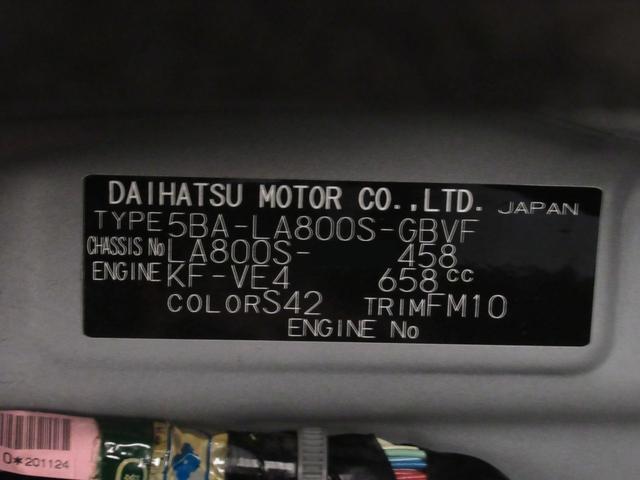 DAIHATSU MOTOR CO.,LTD. JAPAN
TYPE 5BA-LA800S-GBVF
CHASSIS No LA800S- 458
ENGINE KF-VE4 658cc
COLOR S42 TRIM FM10
ENGINE No
0*201124